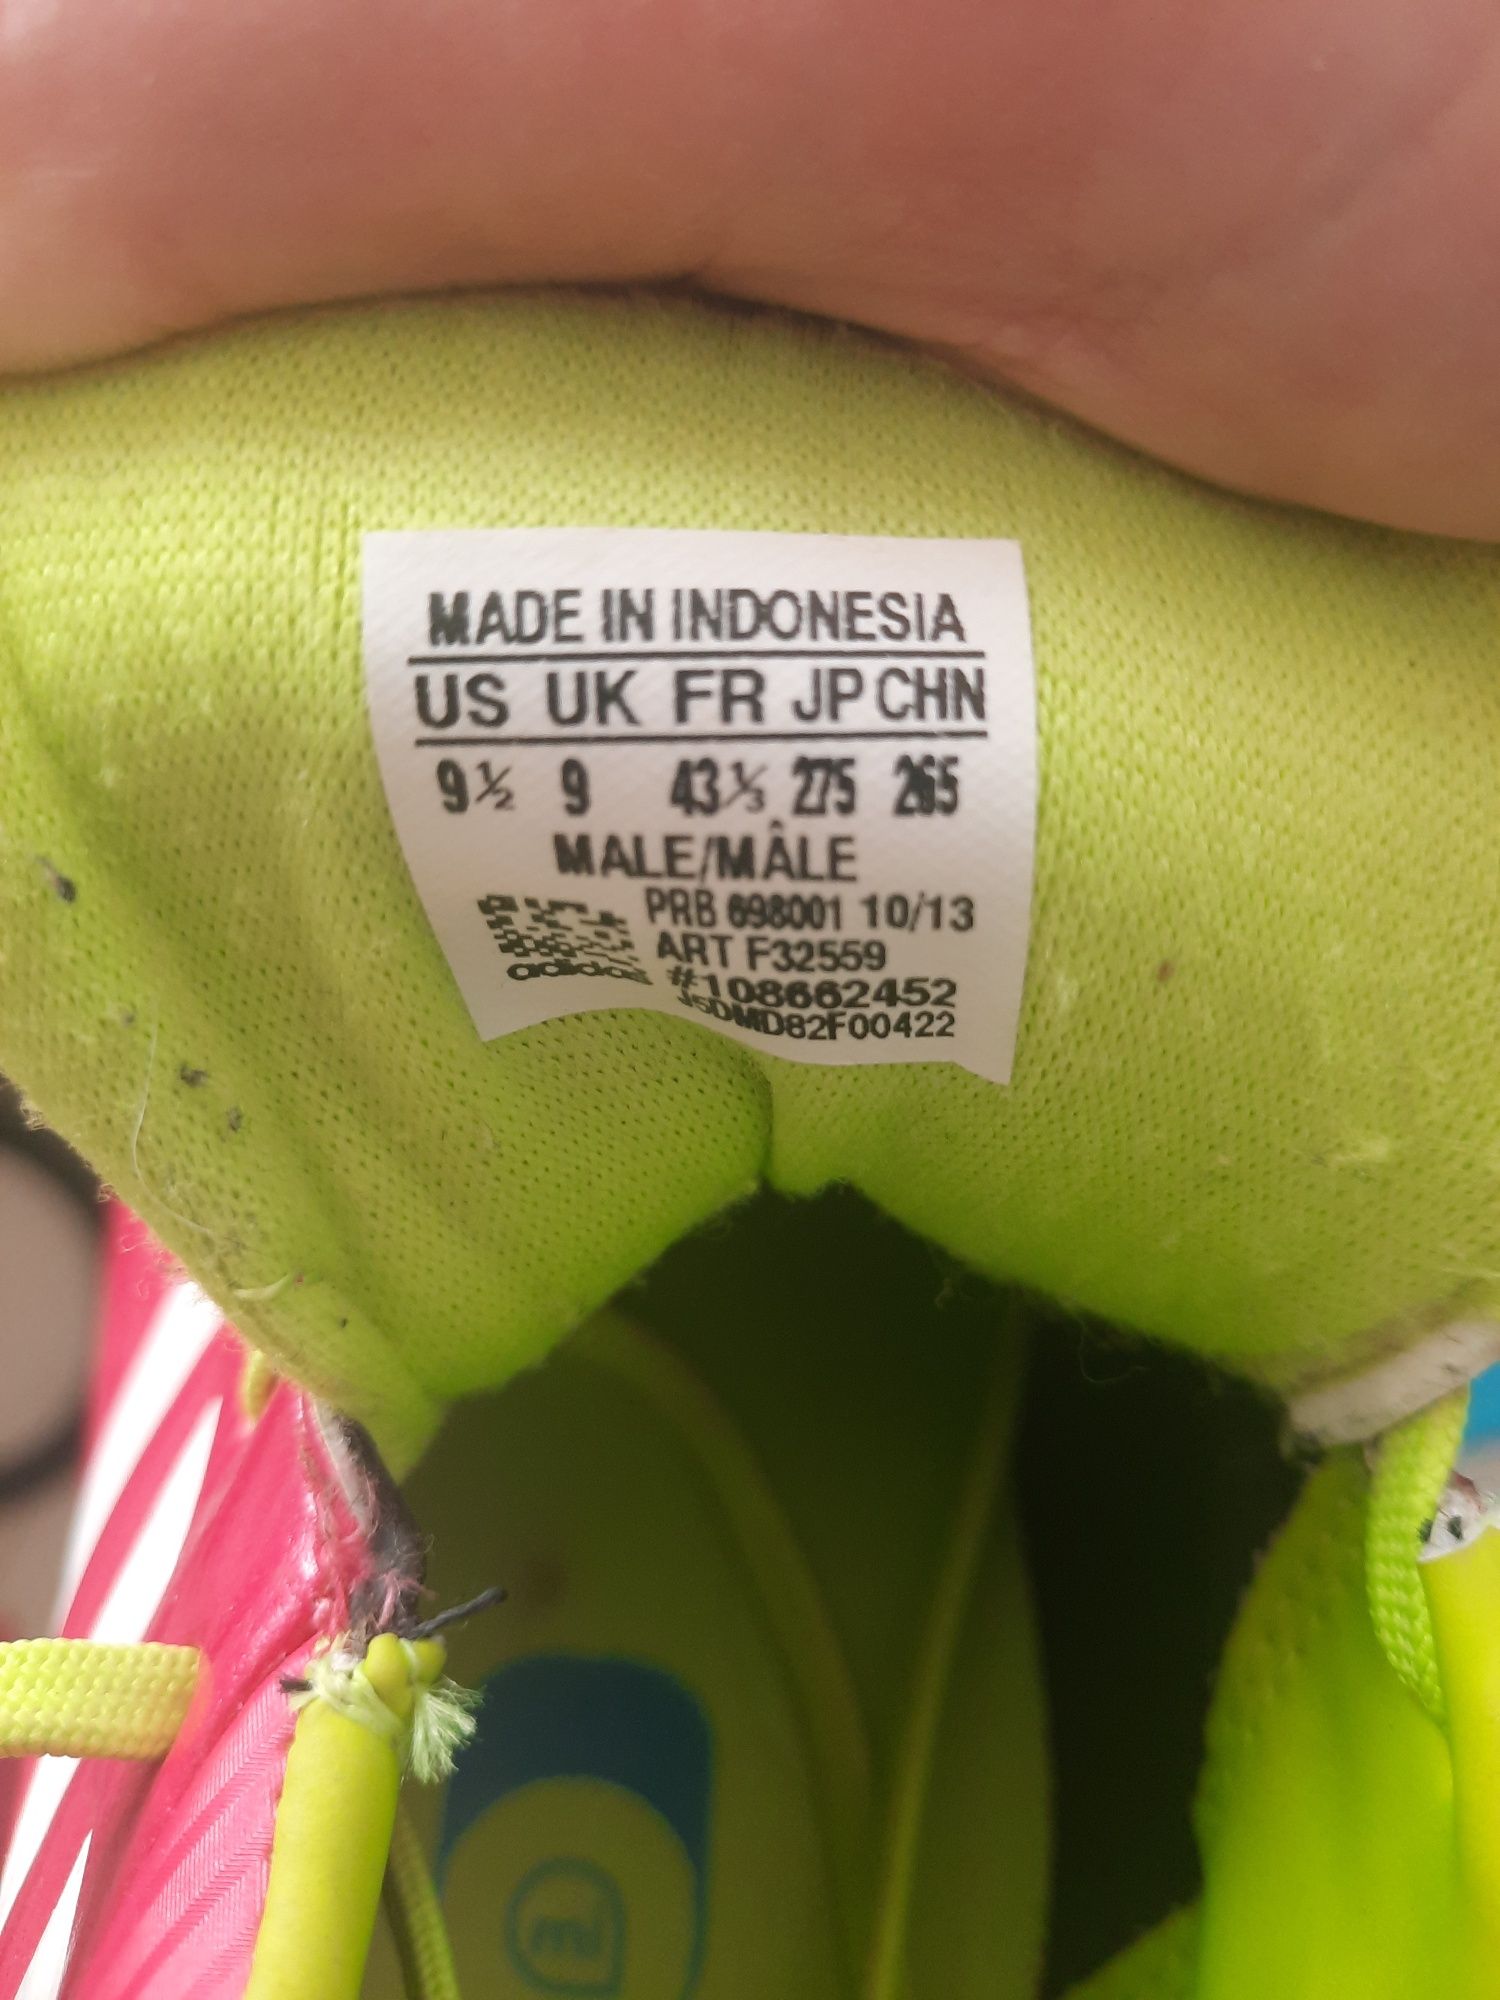 MADE IN INDONESIA
US UK FR JP CHN
9½ 9 43⅓ 275 265
MALE/MÂLE
PRB 698001 10/13
ART F32559
#108662452
J5DMD82F00422
adidas
mi